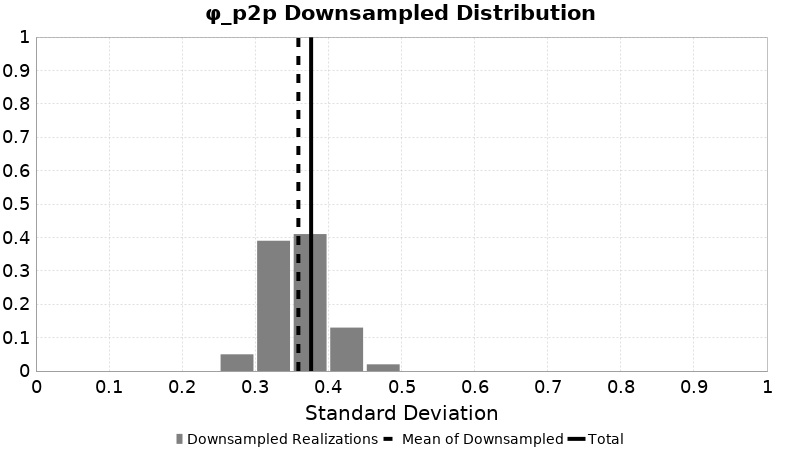 φ_p2p Downsampled Distribution
1
0.9
0.8
0.7
0.6
0.5
0.4
0.3
0.2
0.1
0
0 0.1 0.2 0.3 0.4 0.5 0.6 0.7 0.8 0.9 1
Standard Deviation
Downsampled Realizations Mean of Downsampled Total